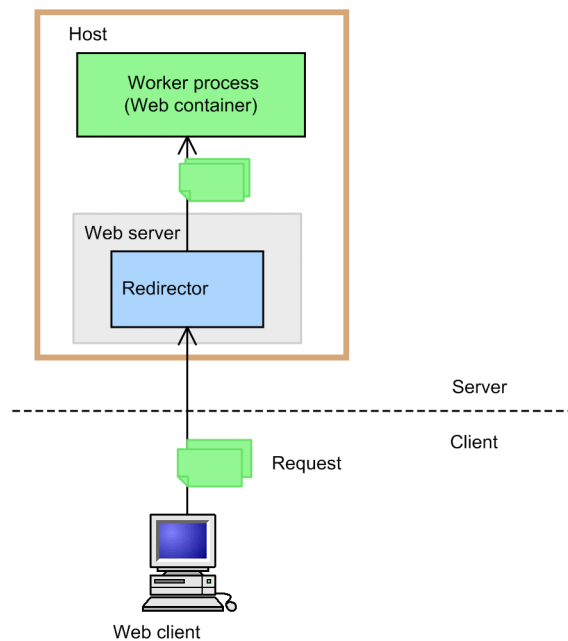 Host
Worker process
(Web container)
Web server
Redirector
Server
Client
Request
Web client